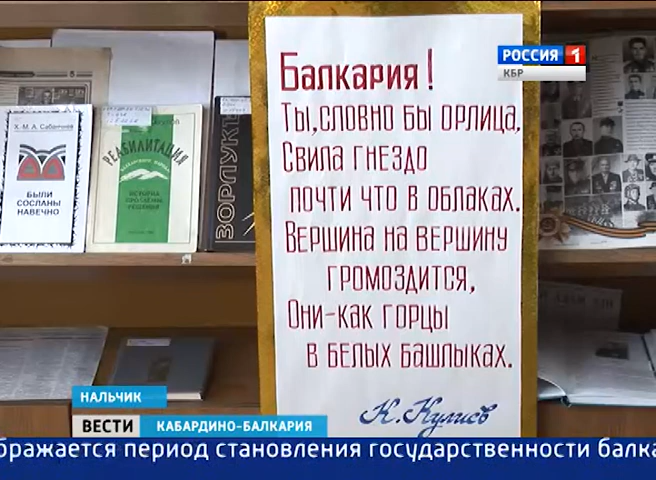 РОССИЯ 1
КБР
Балкария!
Ты, словно бы орлица,
Свила гнездо
почти что в облаках.
Вершина на вершину
громоздится,
Они-как горцы
в белых башлыках.
К. Кулиев
Х.-М. А. Сабанчиев
БЫЛИ
СОСЛАНЫ
НАВЕЧНО
РЕАБИЛИТАЦИЯ
ЗОРЛУКЪ
НАЛЬЧИК
ВЕСТИ
КАБАРДИНО-БАЛКАРИЯ
бражается период становления государственности балка